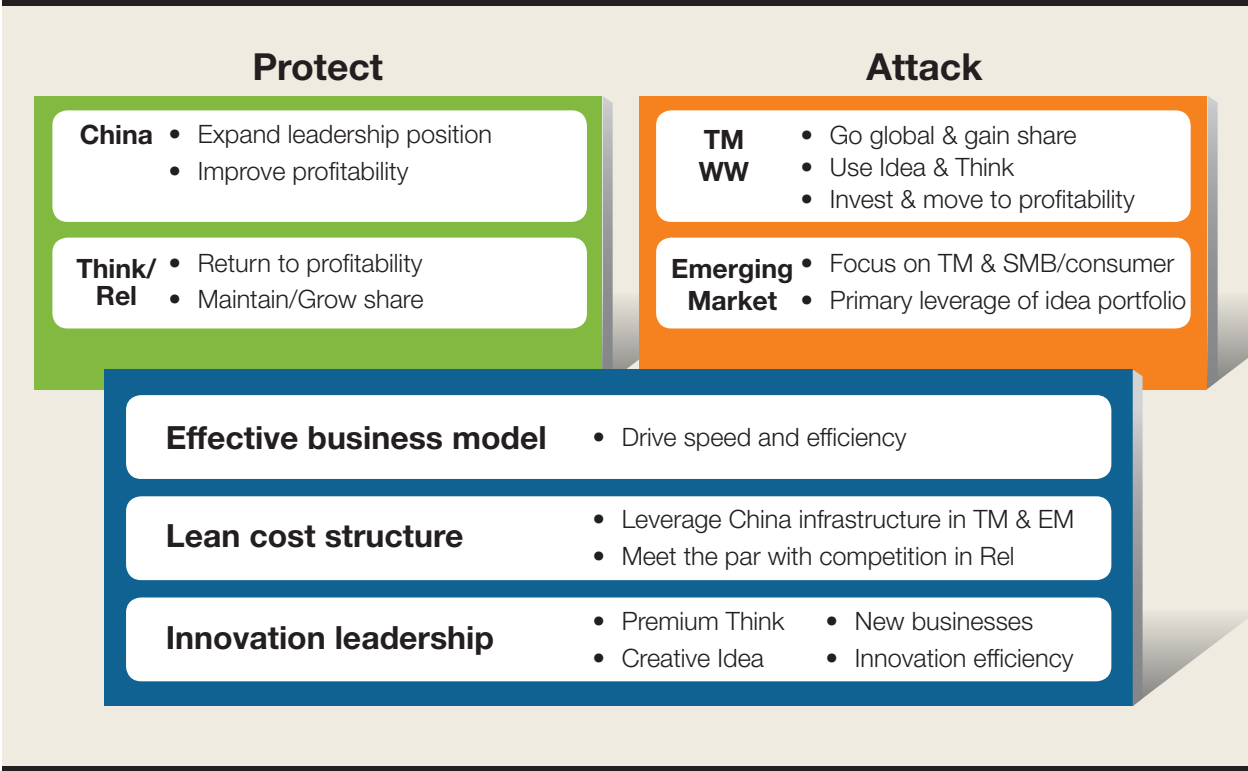 Protect
China
• Expand leadership position
• Improve profitability
Think/
Rel
• Return to profitability
• Maintain/Grow share
Attack
TM
WW
• Go global & gain share
• Use Idea & Think
• Invest & move to profitability
Emerging
Market
• Focus on TM & SMB/consumer
• Primary leverage of idea portfolio
Effective business model
• Drive speed and efficiency
Lean cost structure
• Leverage China infrastructure in TM & EM
• Meet the par with competition in Rel
Innovation leadership
• Premium Think
• Creative Idea
• New businesses
• Innovation efficiency